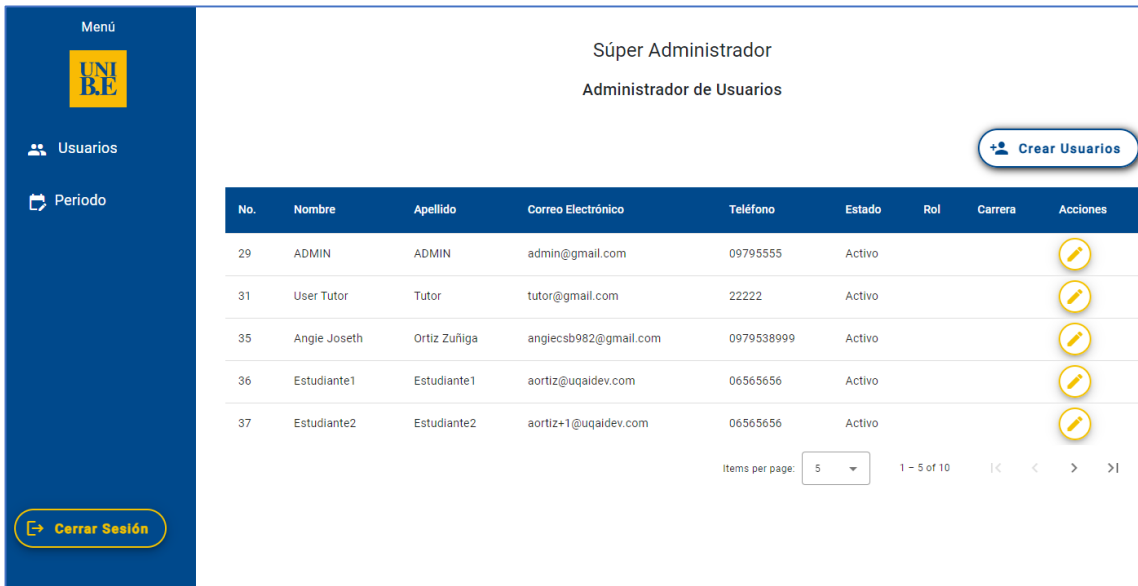 Menú
UNI
B.E
Usuarios
Periodo
Cerrar Sesión
Súper Administrador
Administrador de Usuarios
Crear Usuarios
No. Nombre Apellido Correo Electrónico Teléfono Estado Rol Carrera Acciones
29 ADMIN ADMIN admin@gmail.com 09795555 Activo
31 User Tutor Tutor tutor@gmail.com 22222 Activo
35 Angie Joseth Ortiz Zuñiga angiecsb982@gmail.com 0979538999 Activo
36 Estudiante1 Estudiante1 aortiz@uqaidev.com 06565656 Activo
37 Estudiante2 Estudiante2 aortiz+1@uqaidev.com 06565656 Activo
Items per page: 5 1 – 5 of 10